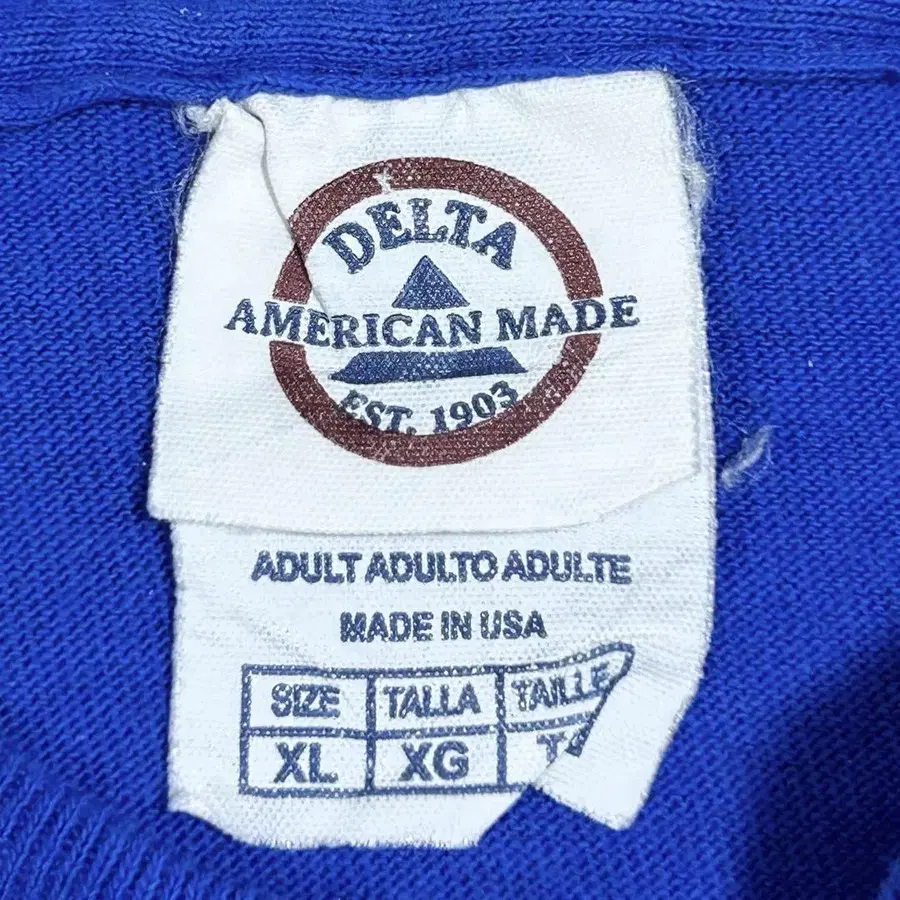 DELTA
AMERICAN MADE
EST. 1903
ADULT ADULTO ADULTE
MADE IN USA
SIZE TALLA TAILLE
XL XG